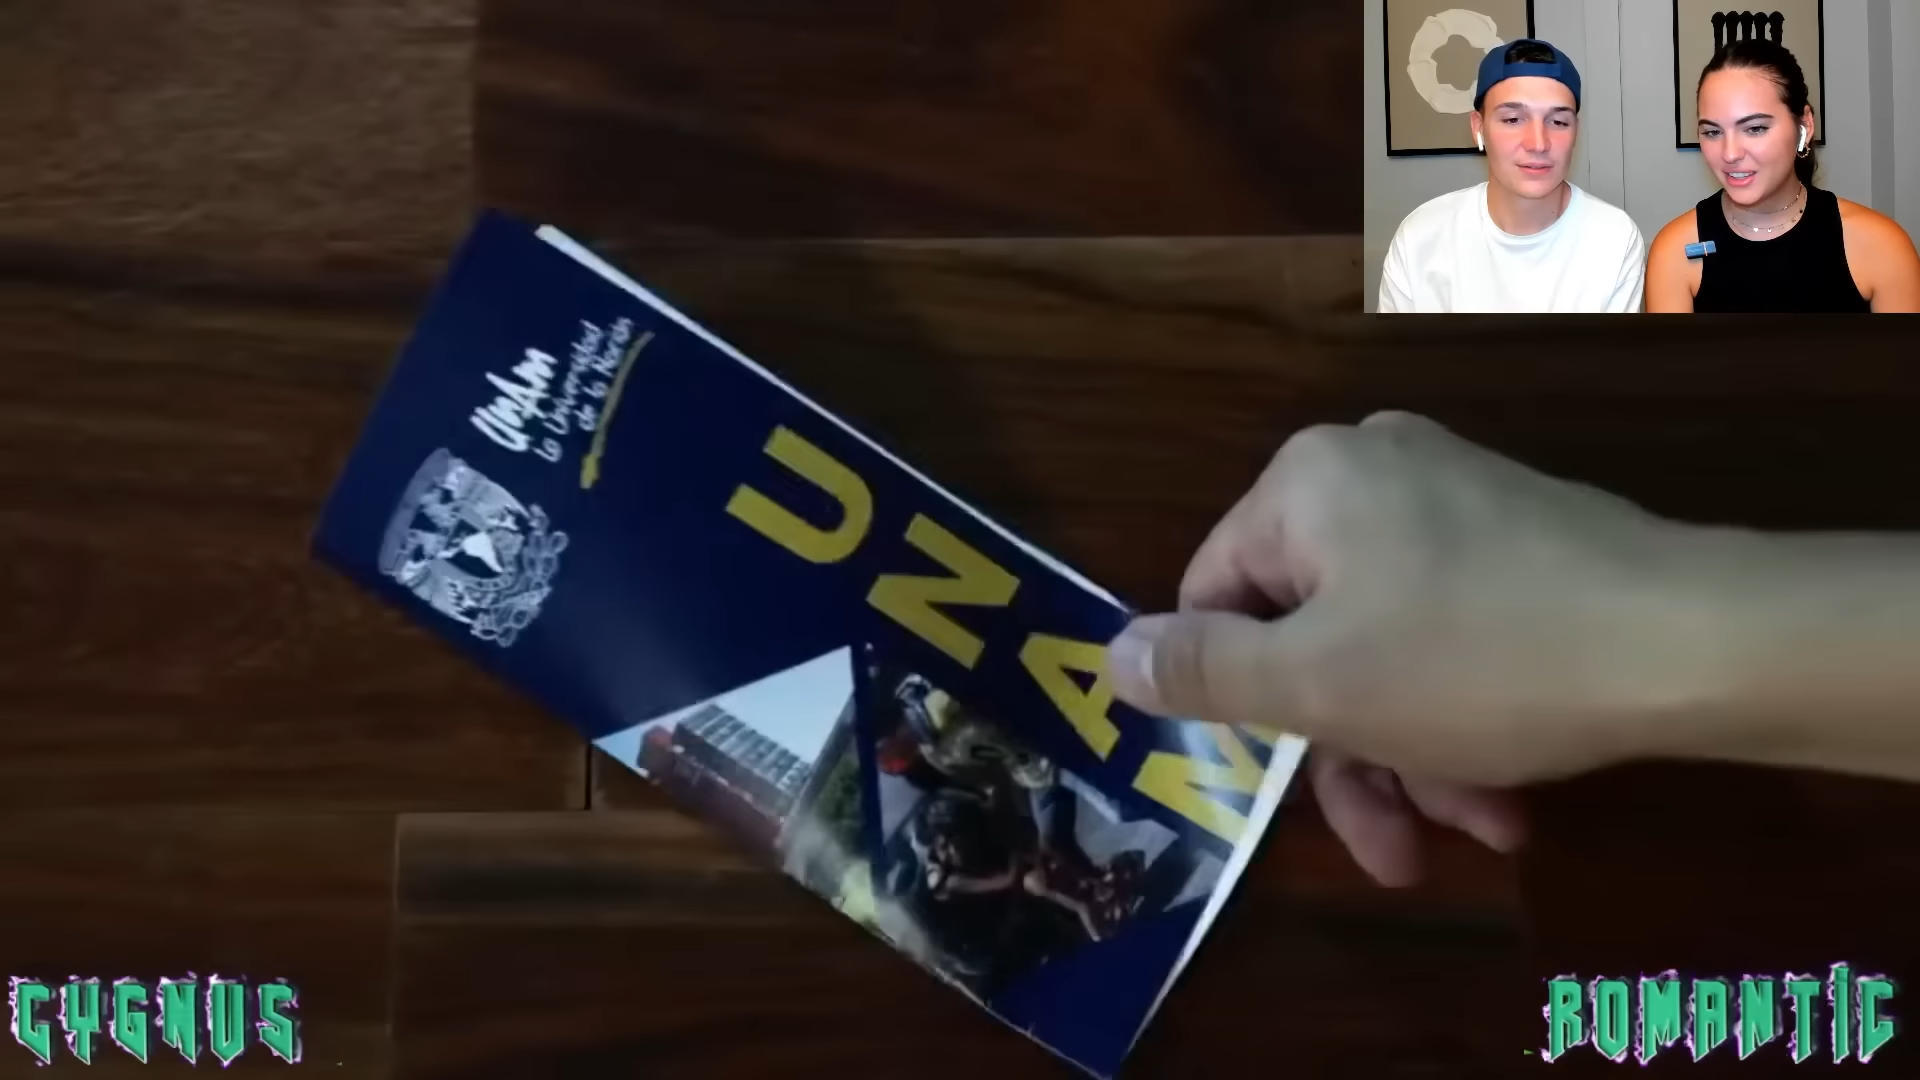 UNAM
La Universidad
de la Nación
UNAM
CYGNUS
ROMANTIC